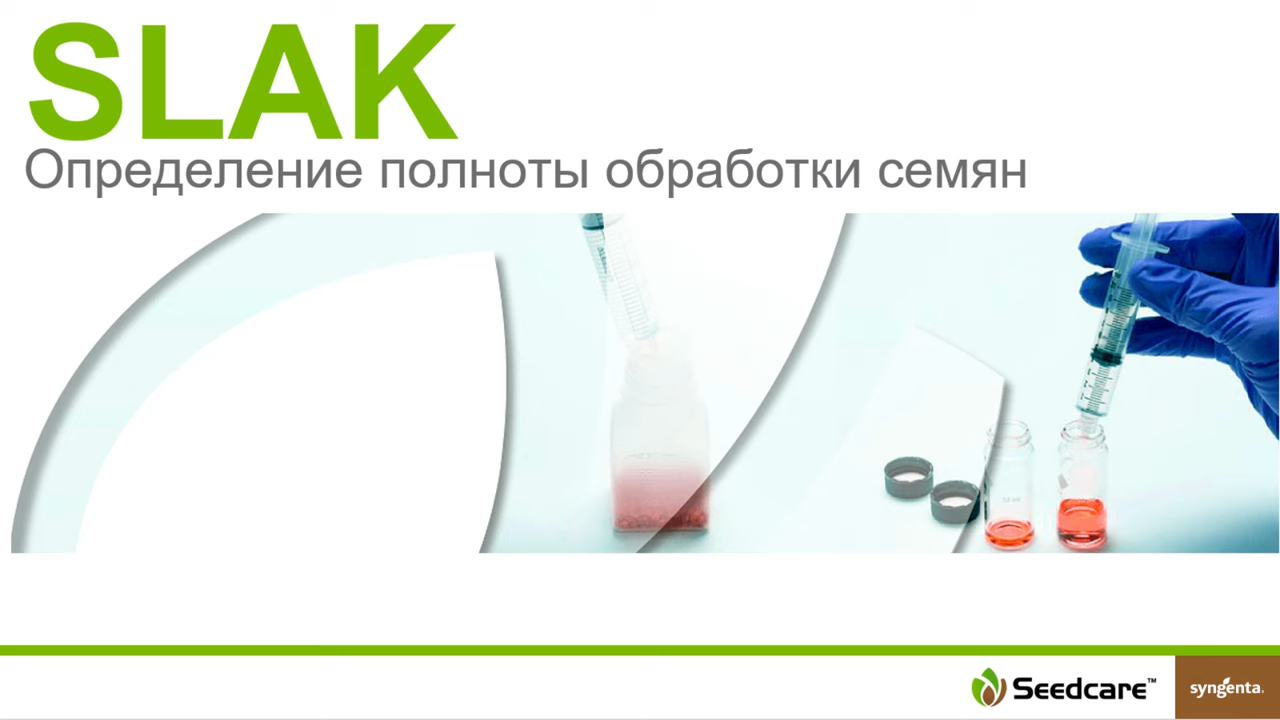 SLAK
Определение полноты обработки семян
Seedcare™
syngenta.